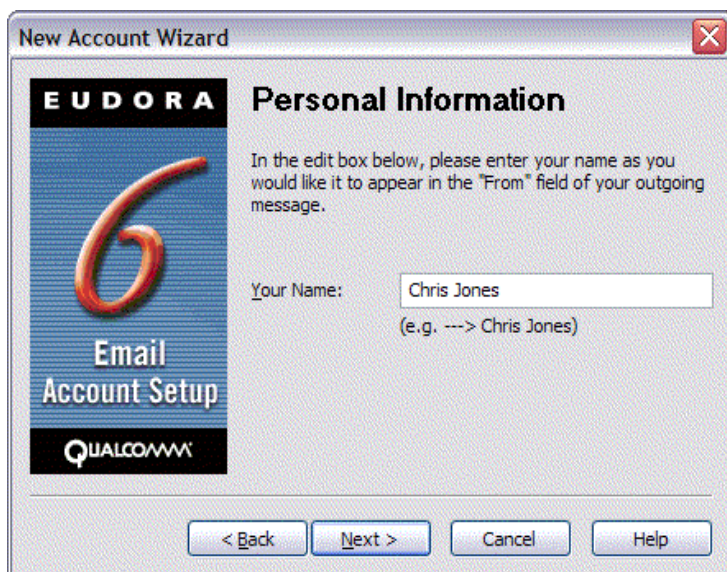 New Account Wizard
EUDORA
6
Email
Account Setup
QUALCOMM
Personal Information
In the edit box below, please enter your name as you
would like it to appear in the "From" field of your outgoing
message.
Your Name: Chris Jones
(e.g. ---> Chris Jones)
< Back Next > Cancel Help